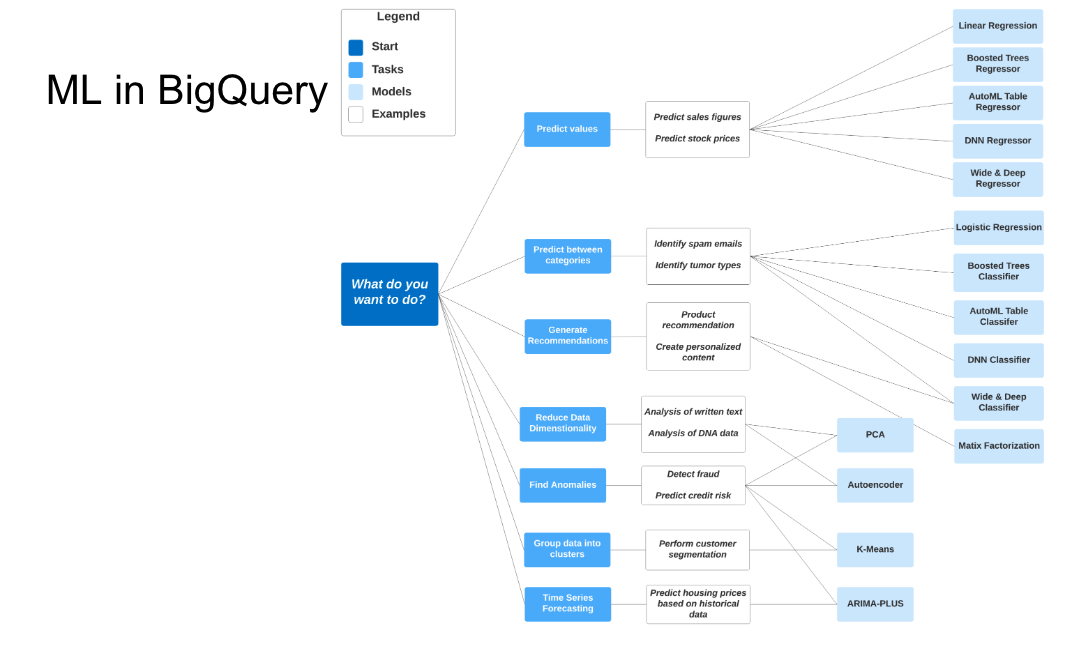 ML in BigQuery
Legend
Start
Tasks
Models
Examples
What do you
want to do?
Predict values
Predict sales figures
Predict stock prices
Linear Regression
Boosted Trees
Regressor
AutoML Table
Regressor
DNN Regressor
Wide & Deep
Regressor
Predict between
categories
Identify spam emails
Identify tumor types
Logistic Regression
Boosted Trees
Classifier
AutoML Table
Classifer
DNN Classifier
Wide & Deep
Classifier
Generate
Recommendations
Product
recommendation
Create personalized
content
Matix Factorization
Reduce Data
Dimenstionality
Analysis of written text
Analysis of DNA data
PCA
Find Anomalies
Detect fraud
Predict credit risk
Autoencoder
Group data into
clusters
Perform customer
segmentation
K-Means
Time Series
Forecasting
Predict housing prices
based on historical
data
ARIMA-PLUS